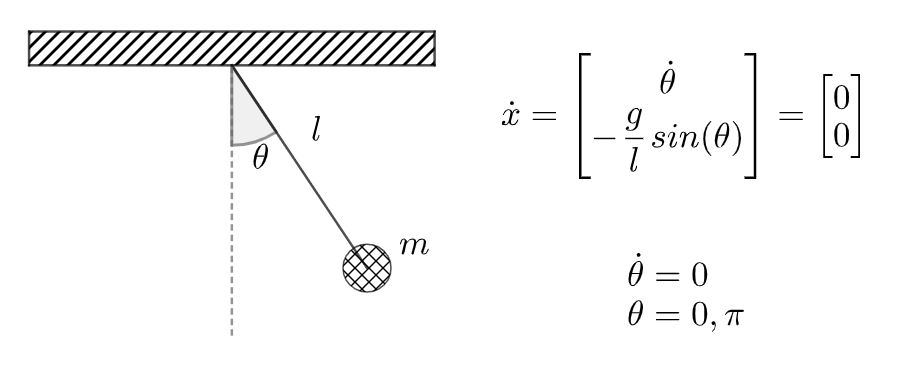 l
θ
m
ẋ = [θ̇; −g/l sin(θ)] = [0; 0]
θ̇ = 0
θ = 0, π